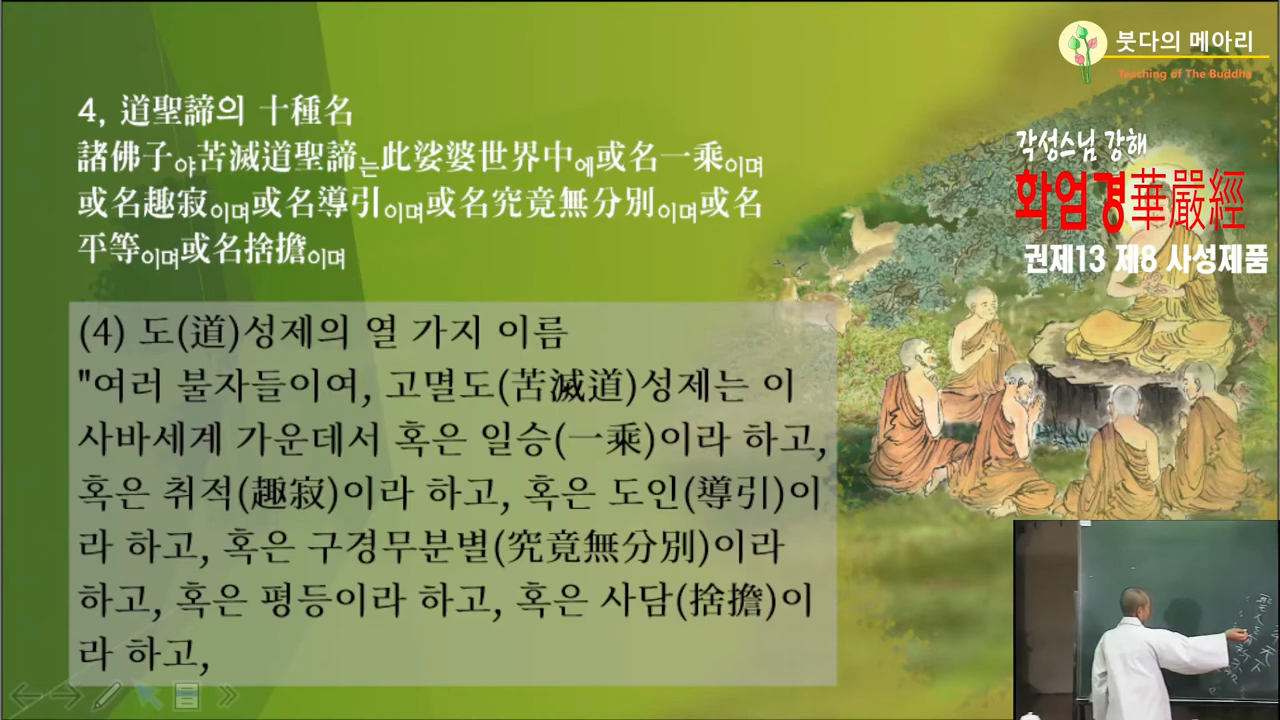 붓다의 메아리
Teaching of The Buddha
각성스님 강해
화엄경華嚴經
권제13 제8 사성제품
4, 道聖諦의 十種名
諸佛子야苦滅道聖諦는此娑婆世界中에或名一乘이며
或名趣寂이며或名導引이며或名究竟無分別이며或名
平等이며或名捨擔이며
(4) 도(道)성제의 열 가지 이름
"여러 불자들이여, 고멸도(苦滅道)성제는 이
사바세계 가운데서 혹은 일승(一乘)이라 하고,
혹은 취적(趣寂)이라 하고, 혹은 도인(導引)이
라 하고, 혹은 구경무분별(究竟無分別)이라
하고, 혹은 평등이라 하고, 혹은 사담(捨擔)이
라 하고,